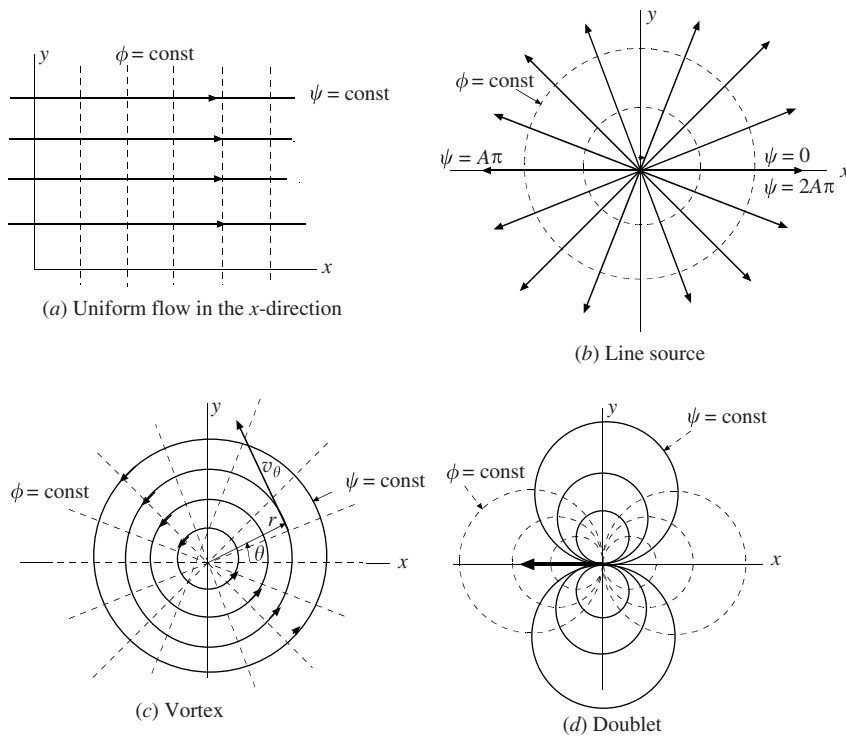 y
ϕ = const
ψ = const
x
(a) Uniform flow in the x-direction
y
ϕ = const
ψ = Aπ
ψ = 0
x
ψ = 2Aπ
(b) Line source
y
v_θ
ϕ = const
ψ = const
r
θ
x
(c) Vortex
y
ψ = const
ϕ = const
x
(d) Doublet